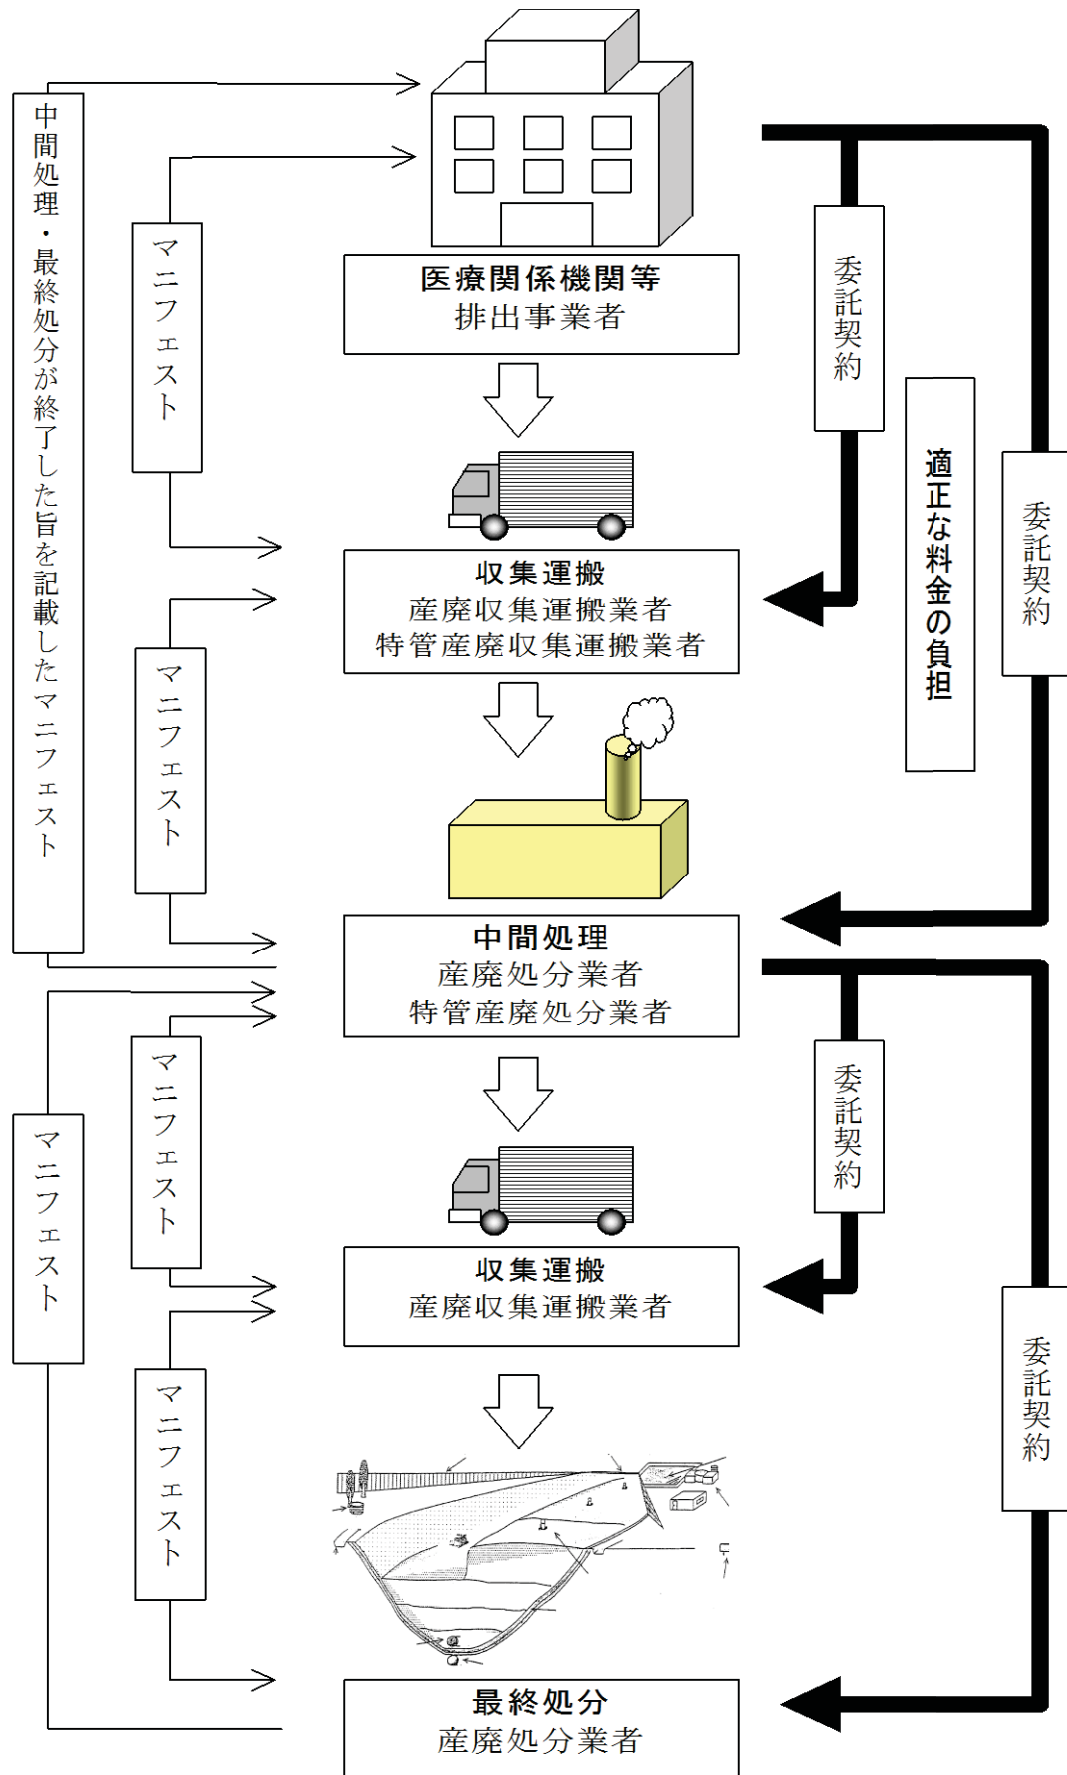 中間処理・最終処分が終了した旨を記載したマニフェスト
マニフェスト
医療関係機関等
排出事業者
委託契約
適正な料金の負担
委託契約
収集運搬
産廃収集運搬業者
特管産廃収集運搬業者
マニフェスト
中間処理
産廃処分業者
特管産廃処分業者
マニフェスト
マニフェスト
委託契約
収集運搬
産廃収集運搬業者
委託契約
マニフェスト
最終処分
産廃処分業者